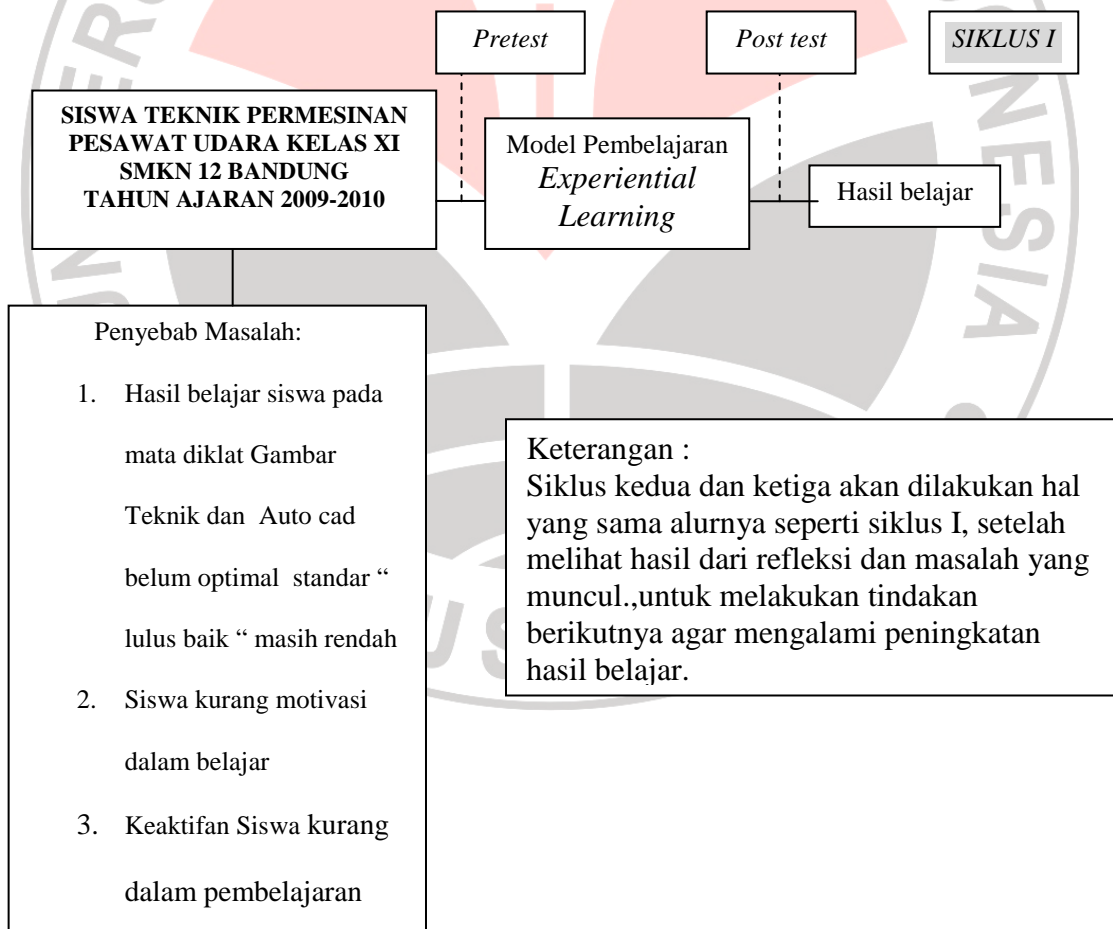 Pretest
Post test
SIKLUS I
SISWA TEKNIK PERMESINAN
PESAWAT UDARA KELAS XI
SMKN 12 BANDUNG
TAHUN AJARAN 2009-2010
Model Pembelajaran
Experiential
Learning
Hasil belajar
Penyebab Masalah:
1. Hasil belajar siswa pada
mata diklat Gambar
Teknik dan Auto cad
belum optimal standar “
lulus baik “ masih rendah
2. Siswa kurang motivasi
dalam belajar
3. Keaktifan Siswa kurang
dalam pembelajaran
Keterangan :
Siklus kedua dan ketiga akan dilakukan hal
yang sama alurnya seperti siklus I, setelah
melihat hasil dari refleksi dan masalah yang
muncul.,untuk melakukan tindakan
berikutnya agar mengalami peningkatan
hasil belajar.